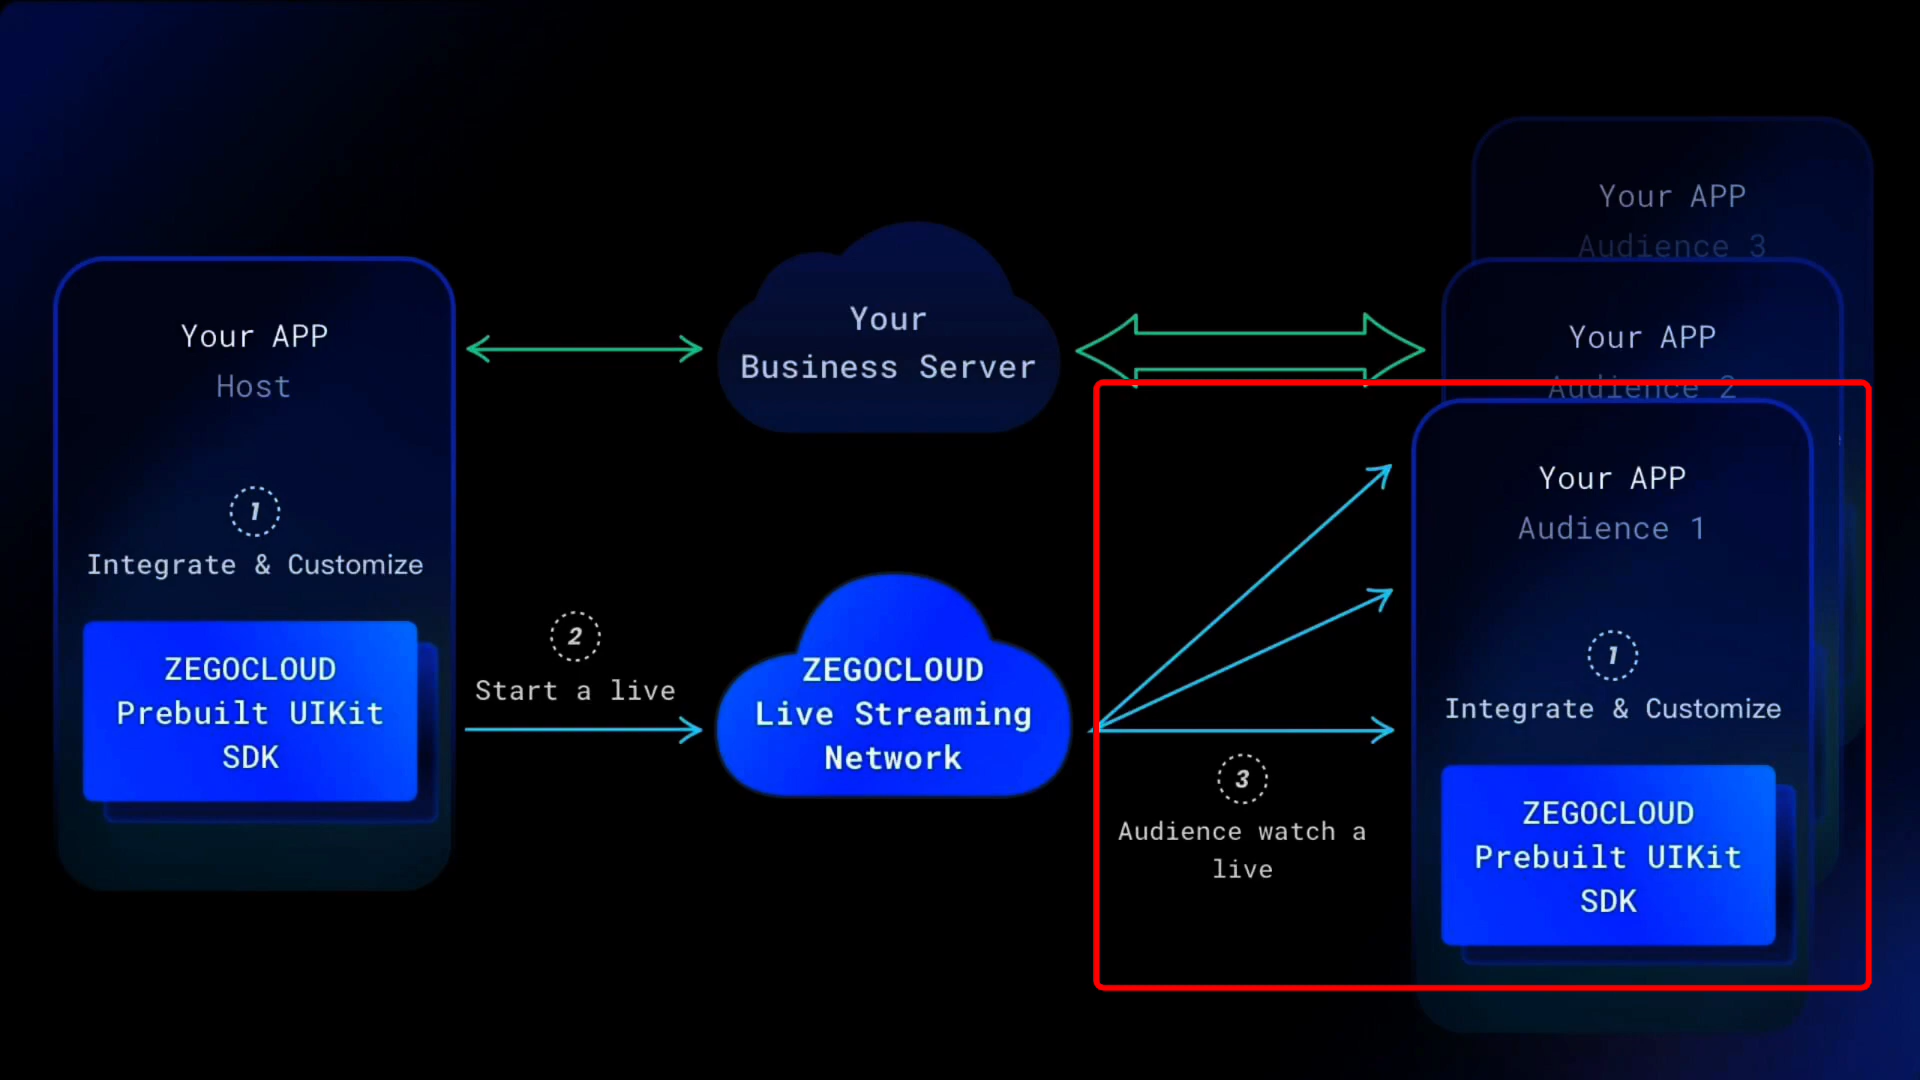 Your APP
Host
1
Integrate & Customize
ZEGOCLOUD
Prebuilt UIKit
SDK
2
Start a live
Your
Business Server
ZEGOCLOUD
Live Streaming
Network
3
Audience watch a
live
Your APP
Audience 3
Your APP
Audience 2
Your APP
Audience 1
1
Integrate & Customize
ZEGOCLOUD
Prebuilt UIKit
SDK